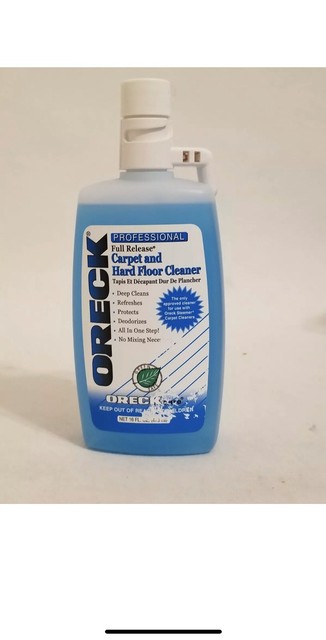 ORECK®
PROFESSIONAL
Full Release®
Carpet and
Hard Floor Cleaner
Tapis Et Décapant Dur De Plancher
• Deep Cleans
• Refreshes
• Protects
• Deodorizes
• All In One Step!
• No Mixing Nece
The only
approved cleaner
for use with
Oreck Steemer®
Carpet Cleaners
ORECK
KEEP OUT OF REACH CHILDREN
NET 16 FL.